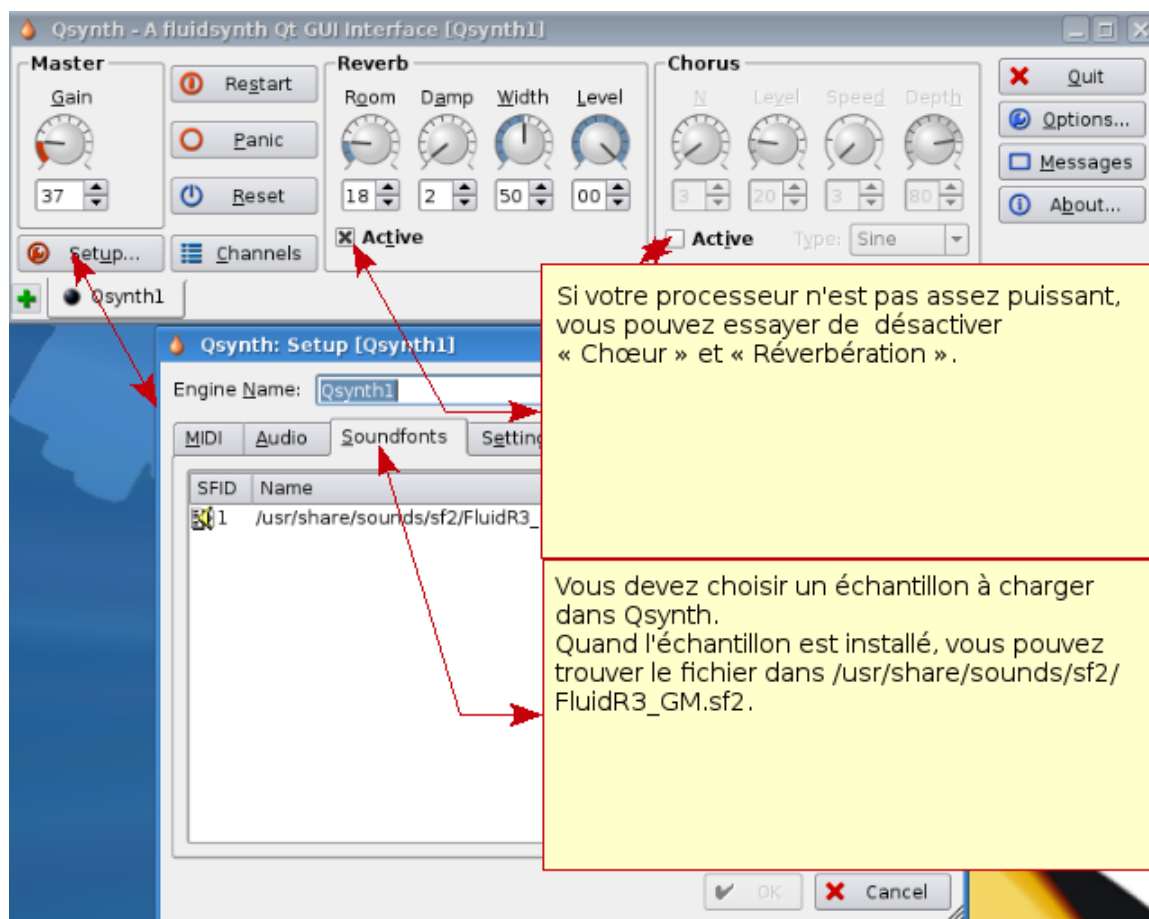 Qsynth - A fluidsynth Qt GUI Interface [Qsynth1]
Master
Gain
37
Setup...
Restart
Panic
Reset
Channels
Reverb
Room Damp Width Level
18 2 50 00
Active
Chorus
N Level Speed Depth
3 20 3 80
Active Type: Sine
Quit
Options...
Messages
About...
Qsynth1
Si votre processeur n'est pas assez puissant,
vous pouvez essayer de désactiver
« Chœur » et « Réverbération ».
Qsynth: Setup [Qsynth1]
Engine Name: Qsynth1
MIDI Audio Soundfonts
SFID Name
1 /usr/share/sounds/sf2/FluidR3_
Vous devez choisir un échantillon à charger
dans Qsynth.
Quand l'échantillon est installé, vous pouvez
trouver le fichier dans /usr/share/sounds/sf2/
FluidR3_GM.sf2.
OK Cancel